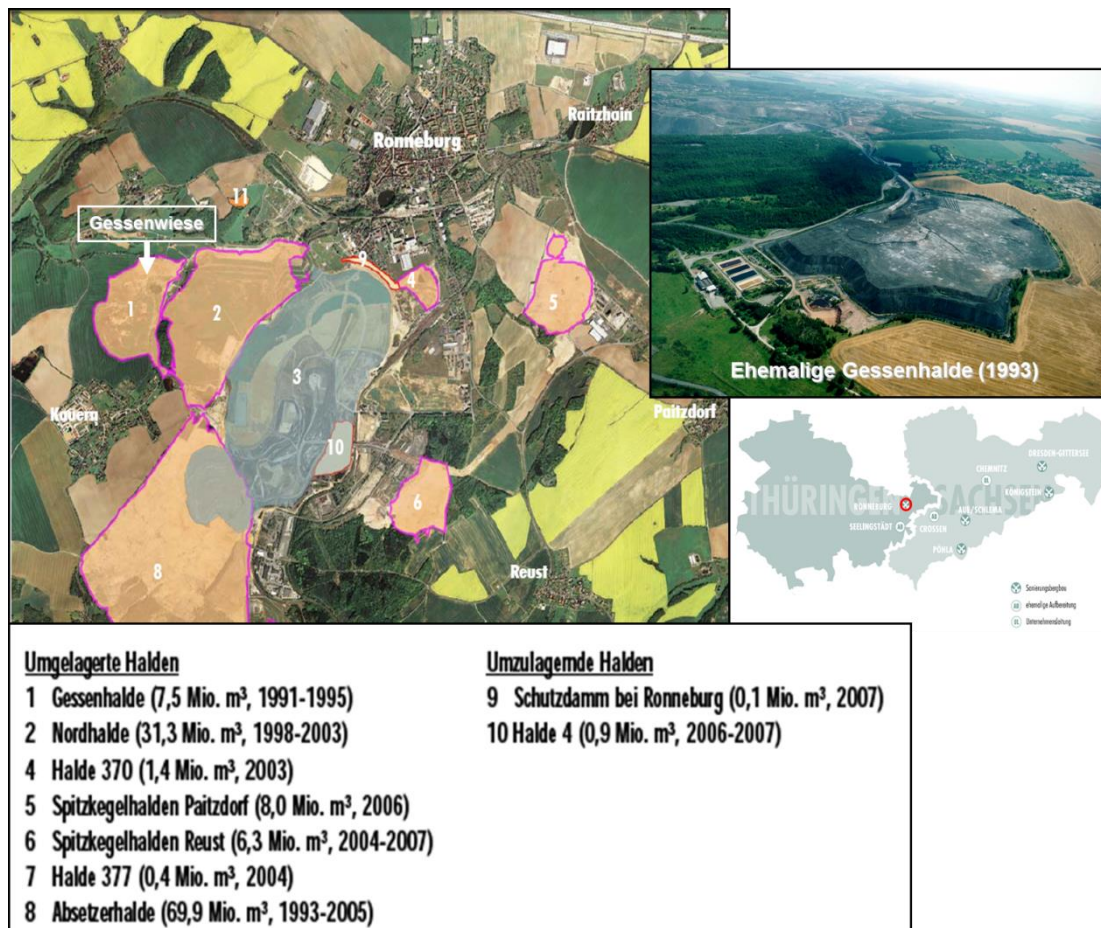 Ronneburg
Raitzhain
11
Gessenwiese
9
1
2
4
5
3
Kauern
Paitzdorf
10
6
8
Reust
Ehemalige Gessenhalde (1993)
THÜRINGEN
SACHSEN
DRESDEN-GITTERSEE
CHEMNITZ
KÖNIGSTEIN
RONNEBURG
AUE/SCHLEMA
SEELINGSTÄDT
CROSSEN
PÖHLA
Sanierungsbergbau
ehemalige Aufbereitung
Unternehmensleitung
Umgelagerte Halden
1 Gessenhalde (7,5 Mio. m³, 1991-1995)
2 Nordhalde (31,3 Mio. m³, 1998-2003)
4 Halde 370 (1,4 Mio. m³, 2003)
5 Spitzkegelhalden Paitzdorf (8,0 Mio. m³, 2006)
6 Spitzkegelhalden Reust (6,3 Mio. m³, 2004-2007)
7 Halde 377 (0,4 Mio. m³, 2004)
8 Absetzerhalde (69,9 Mio. m³, 1993-2005)
Umzulagernde Halden
9 Schutzdamm bei Ronneburg (0,1 Mio. m³, 2007)
10 Halde 4 (0,9 Mio. m³, 2006-2007)